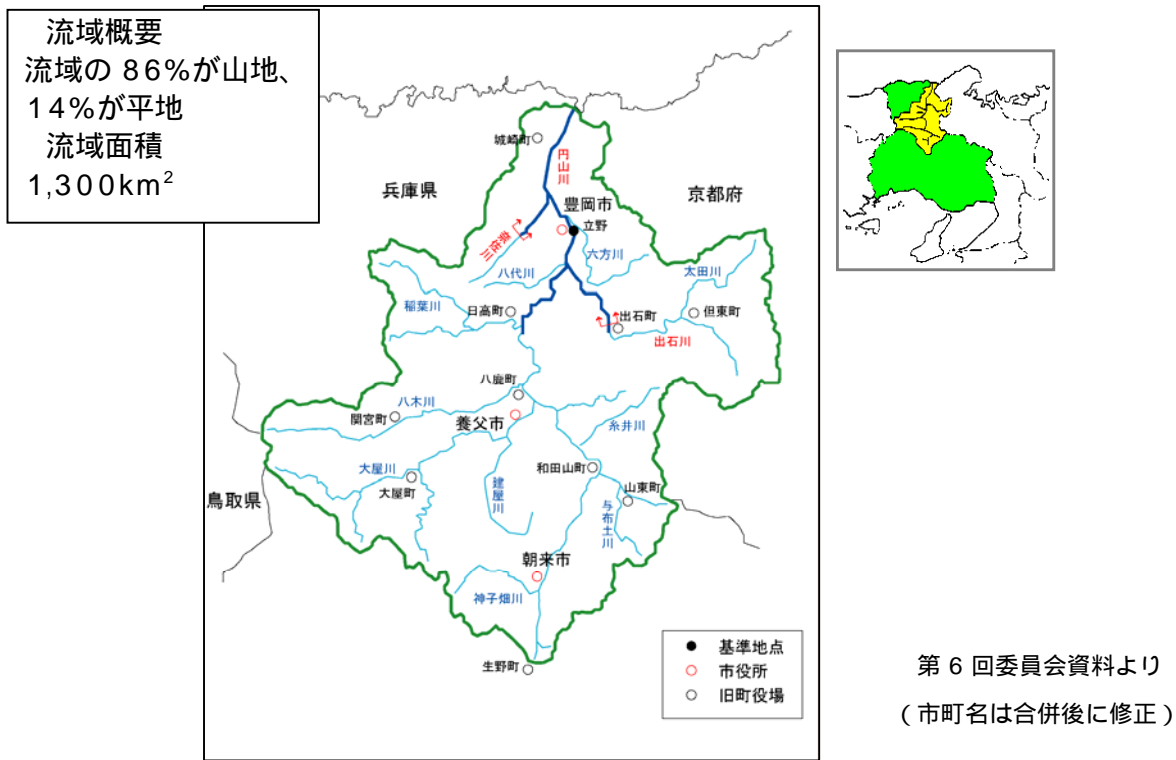 流域概要
流域の 86%が山地、
14%が平地
流域面積
1,300km²
城崎町
円山川
兵庫県
京都府
豊岡市
立野
奈佐川
六方川
八代川
太田川
稲葉川
日高町
出石町
但東町
出石川
八鹿町
八木川
関宮町
養父市
糸井川
大屋川
和田山町
大屋町
建屋川
山東町
鳥取県
与布土川
朝来市
神子畑川
生野町
基準地点
市役所
旧町役場
第 6 回委員会資料より
(市町名は合併後に修正)